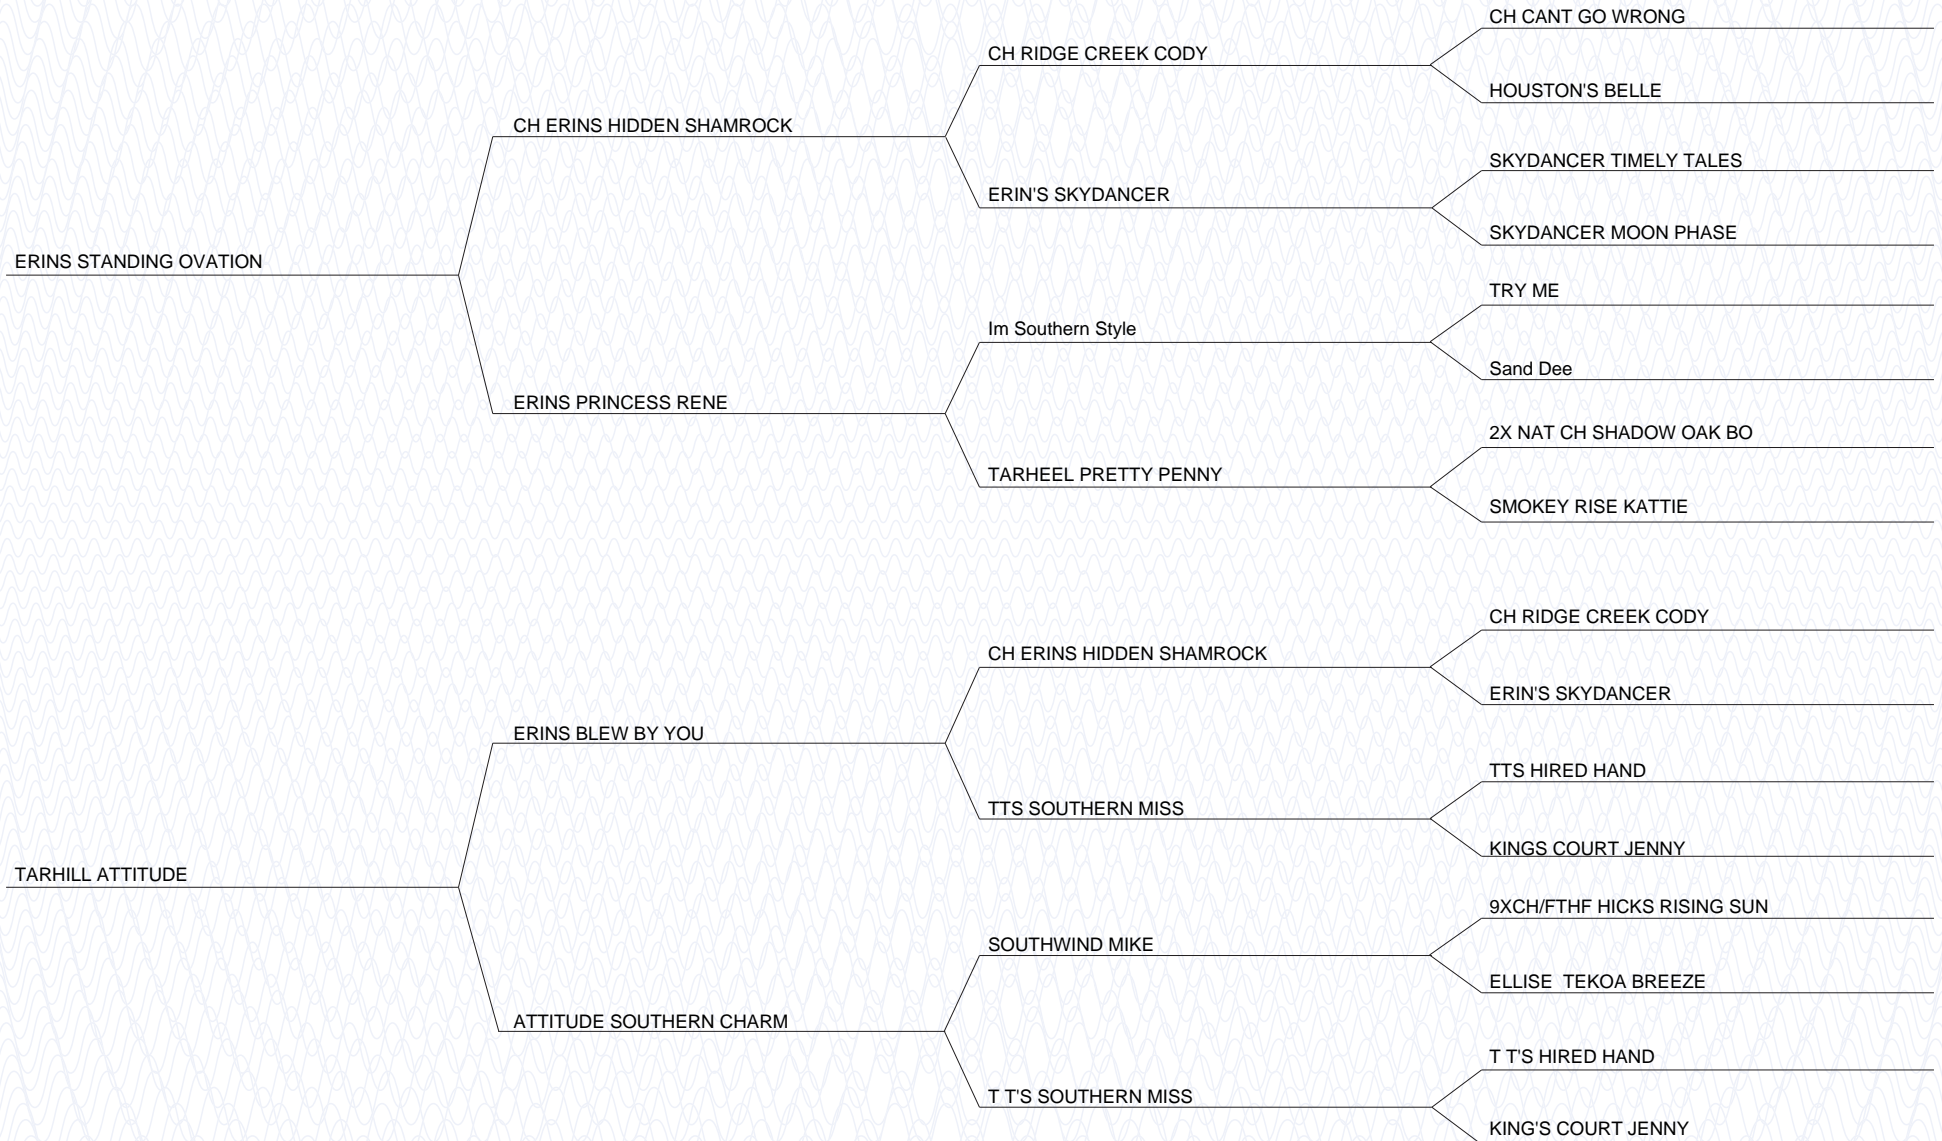 CH CANT GO WRONG
CH RIDGE CREEK CODY
HOUSTON'S BELLE
CH ERINS HIDDEN SHAMROCK
SKYDANCER TIMELY TALES
ERIN'S SKYDANCER
SKYDANCER MOON PHASE
ERINS STANDING OVATION
TRY ME
Im Southern Style
Sand Dee
ERINS PRINCESS RENE
2X NAT CH SHADOW OAK BO
TARHEEL PRETTY PENNY
SMOKEY RISE KATTIE
CH RIDGE CREEK CODY
CH ERINS HIDDEN SHAMROCK
ERIN'S SKYDANCER
ERINS BLEW BY YOU
TTS HIRED HAND
TTS SOUTHERN MISS
KINGS COURT JENNY
TARHILL ATTITUDE
9XCH/FTHF HICKS RISING SUN
SOUTHWIND MIKE
ELLISE  TEKOA BREEZE
ATTITUDE SOUTHERN CHARM
T T'S HIRED HAND
T T'S SOUTHERN MISS
KING'S COURT JENNY